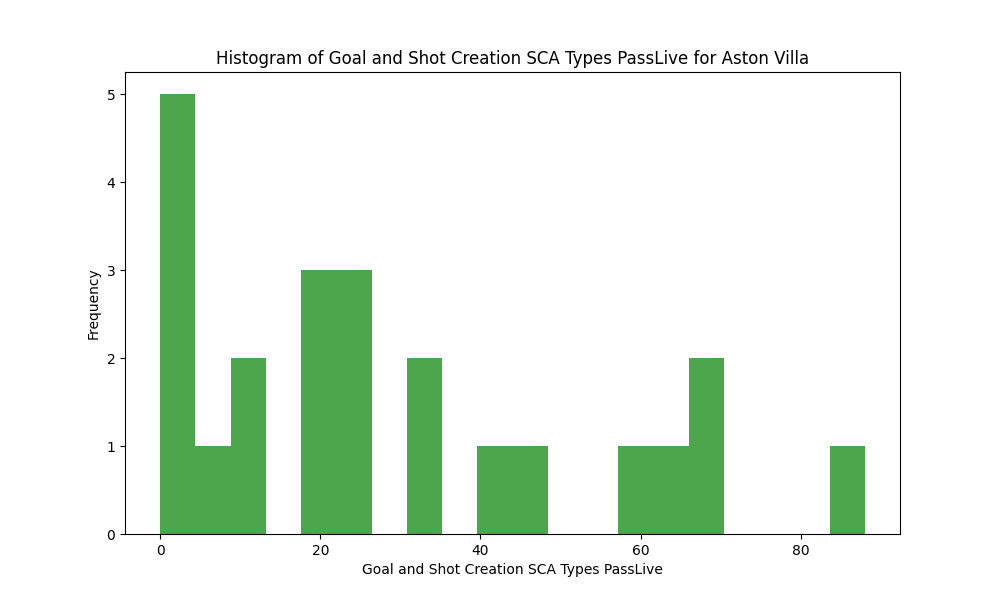 Histogram of Goal and Shot Creation SCA Types PassLive for Aston Villa
5
4
3
2
1
0
Frequency
0 20 40 60 80
Goal and Shot Creation SCA Types PassLive